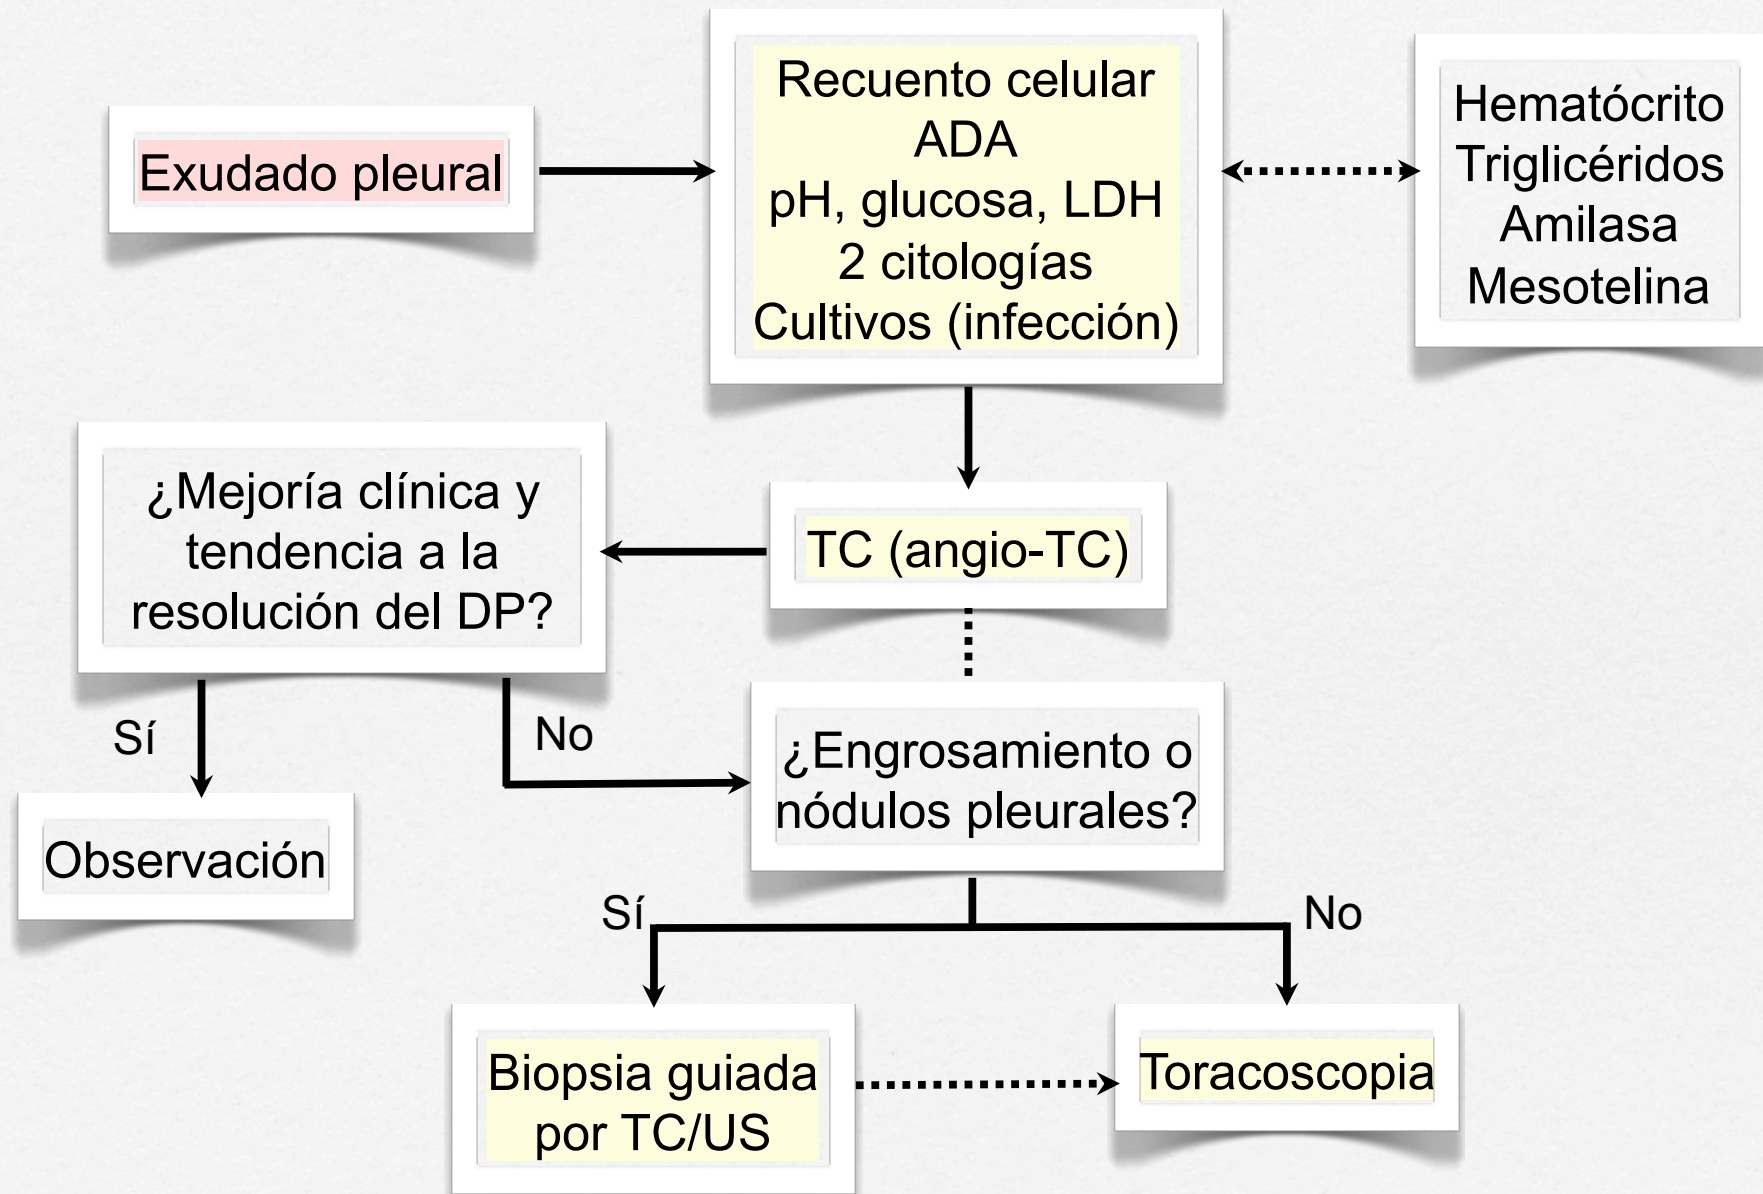 Exudado pleural
Recuento celular
ADA
pH, glucosa, LDH
2 citologías
Cultivos (infección)
Hematócrito
Triglicéridos
Amilasa
Mesotelina
¿Mejoría clínica y
tendencia a la
resolución del DP?
TC (angio-TC)
Sí
No
¿Engrosamiento o
nódulos pleurales?
Observación
Sí
No
Biopsia guiada
por TC/US
Toracoscopia